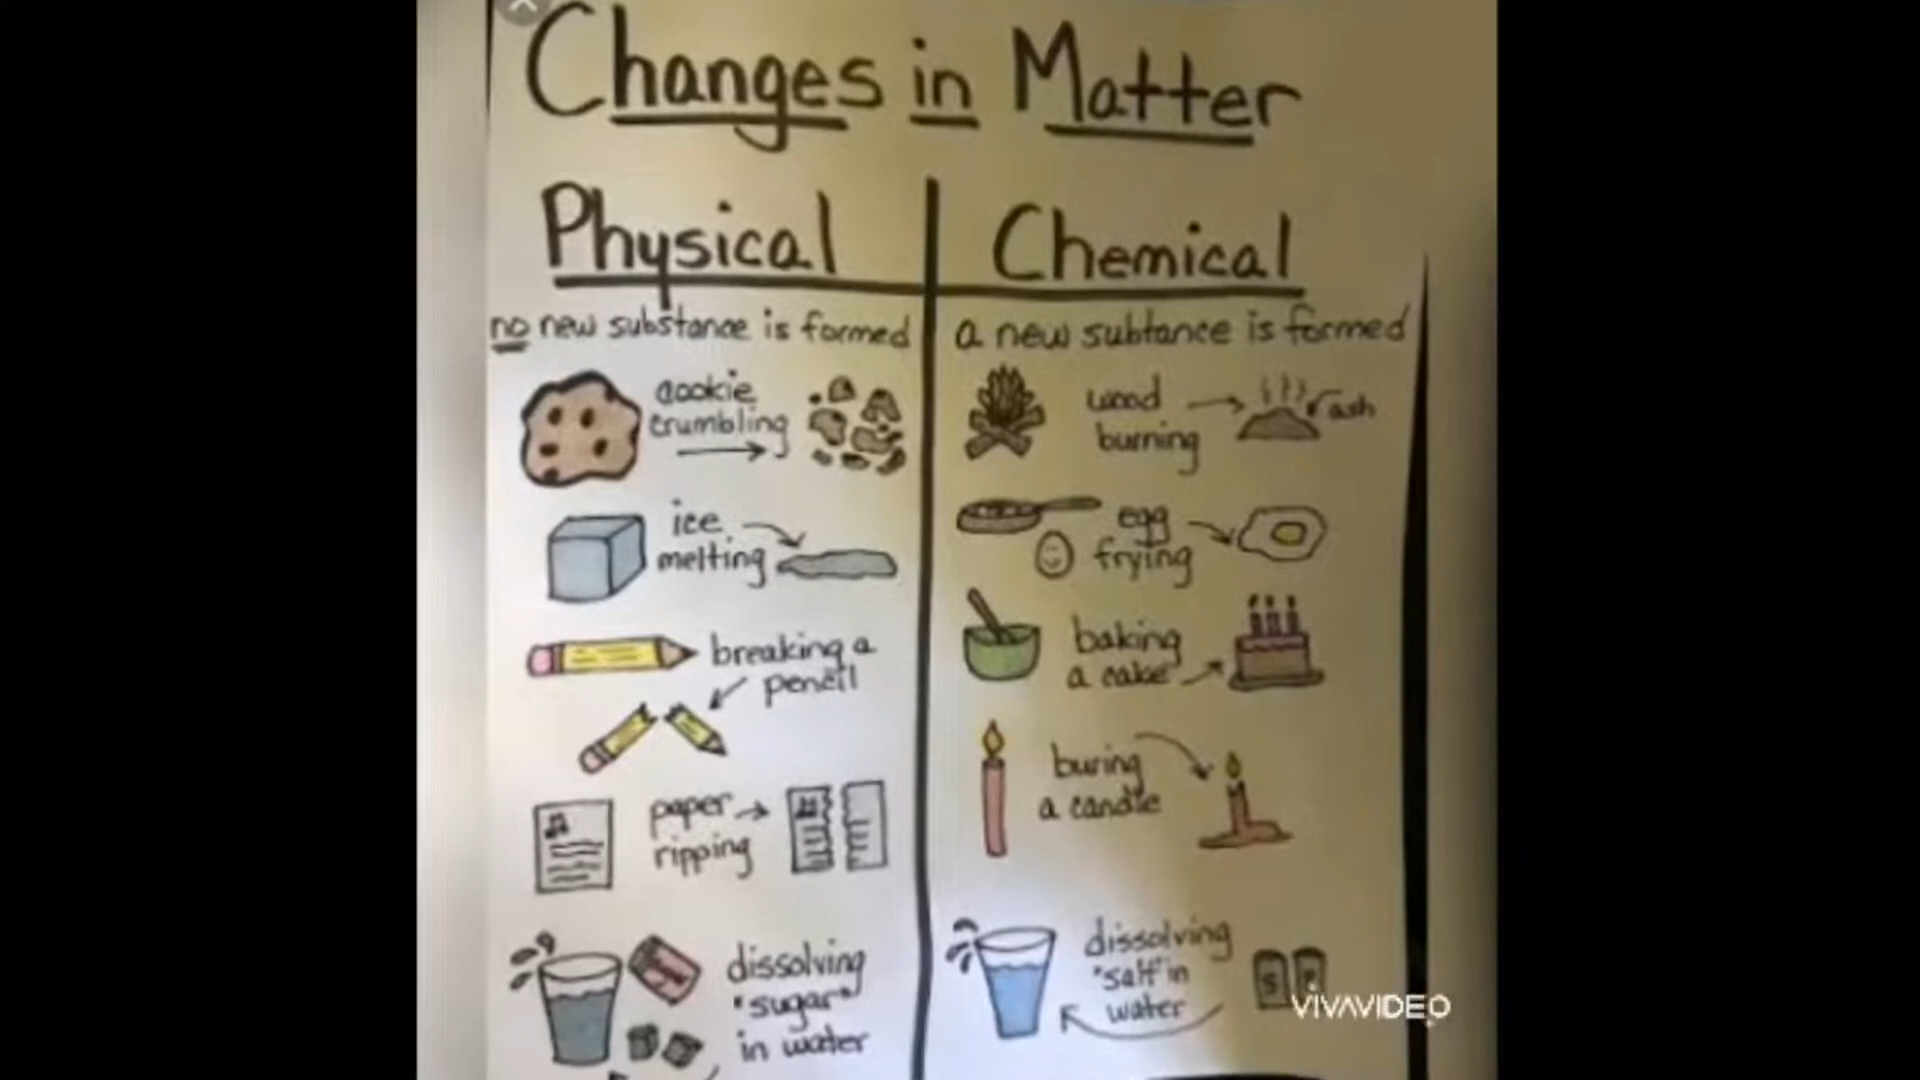 Changes in Matter
Physical
no new substance is formed
cookie
crumbling
ice
melting
breaking a
pencil
paper
ripping
dissolving
"sugar"
in water
Chemical
a new subtance is formed
wood
burning
ash
egg
frying
baking
a cake
buring
a candle
dissolving
"salt" in
water
S
P
VIVAVIDEO